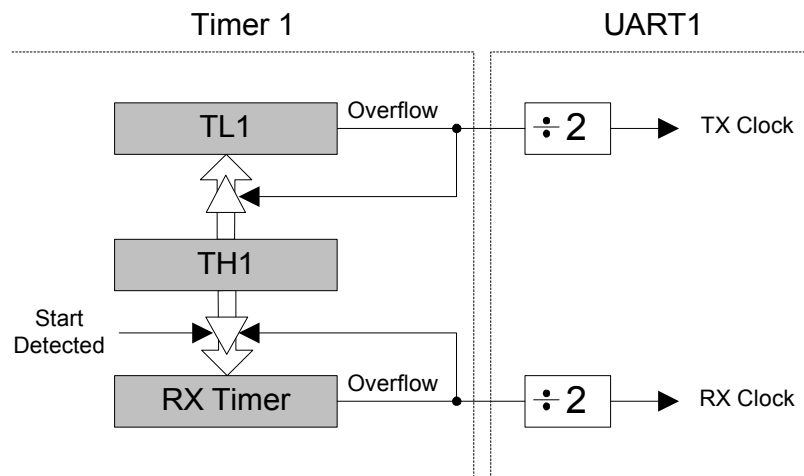 Timer 1
UART1
TL1
Overflow
÷2
TX Clock
TH1
Start
Detected
RX Timer
Overflow
÷2
RX Clock